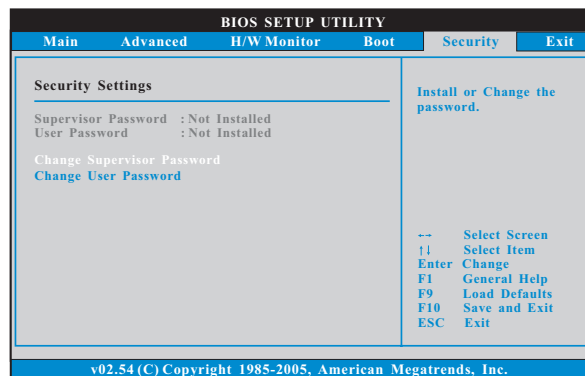 BIOS SETUP UTILITY
Main Advanced H/W Monitor Boot Security Exit
Security Settings
Supervisor Password : Not Installed
User Password : Not Installed
Change Supervisor Password
Change User Password
Install or Change the
password.
←→ Select Screen
↑↓ Select Item
Enter Change
F1 General Help
F9 Load Defaults
F10 Save and Exit
ESC Exit
v02.54 (C) Copyright 1985-2005, American Megatrends, Inc.